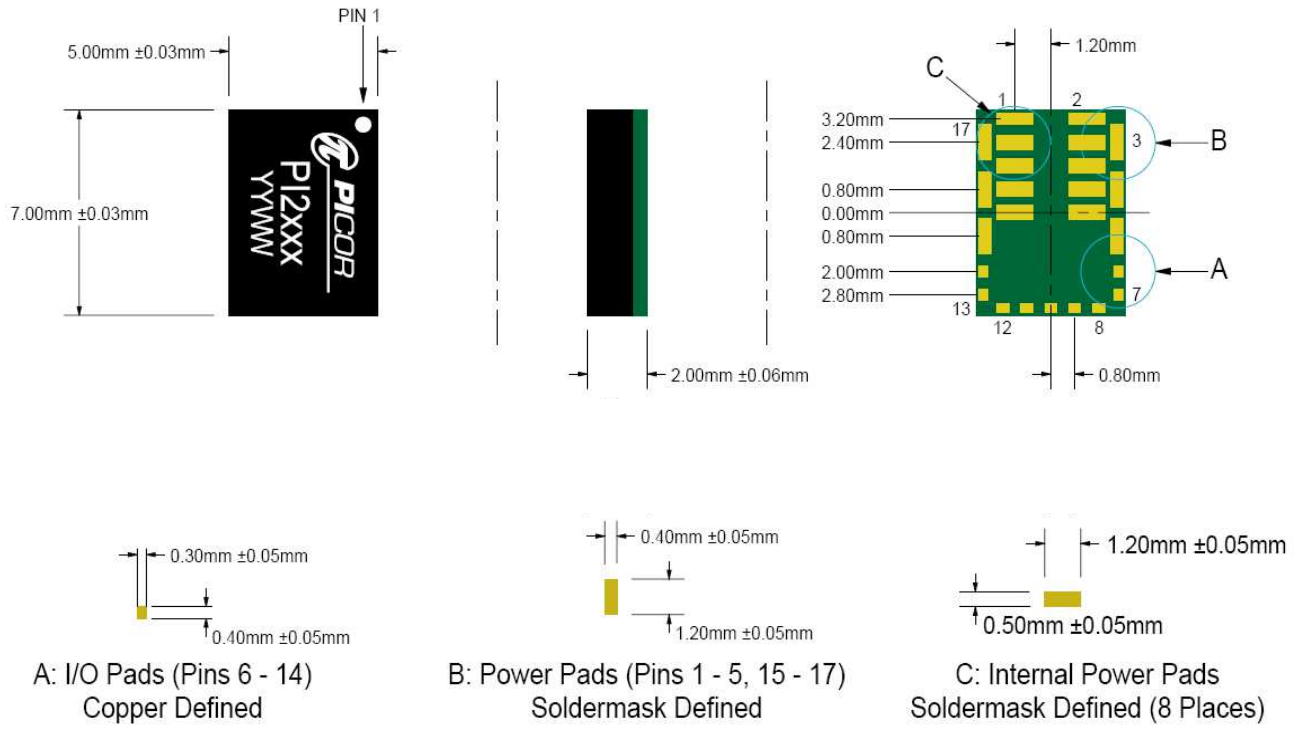 PIN 1
5.00mm ±0.03mm
7.00mm ±0.03mm
PICOR
PI2xxx
YYWW
2.00mm ±0.06mm
1.20mm
C
1
2
3.20mm
17
2.40mm
3
B
0.80mm
0.00mm
0.80mm
2.00mm
A
2.80mm
7
13
12
8
0.80mm
0.30mm ±0.05mm
0.40mm ±0.05mm
A: I/O Pads (Pins 6 - 14)
Copper Defined
0.40mm ±0.05mm
1.20mm ±0.05mm
B: Power Pads (Pins 1 - 5, 15 - 17)
Soldermask Defined
1.20mm ±0.05mm
0.50mm ±0.05mm
C: Internal Power Pads
Soldermask Defined (8 Places)